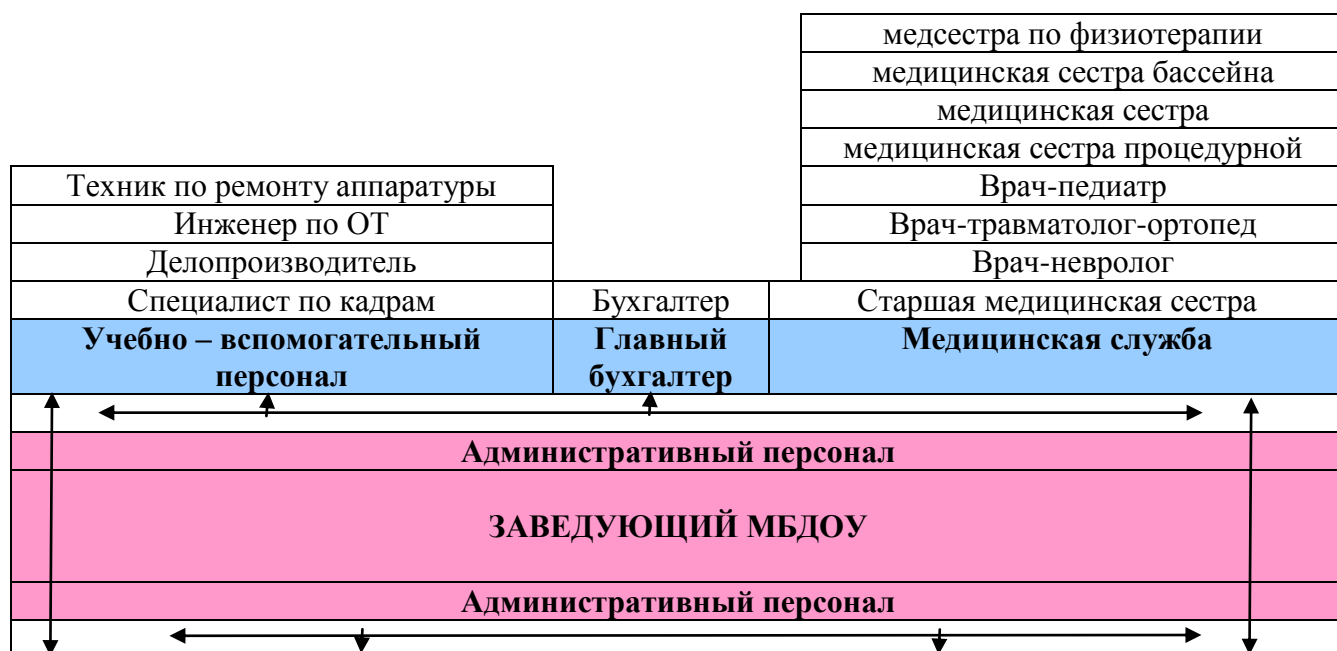 медсестра по физиотерапии
медицинская сестра бассейна
медицинская сестра
медицинская сестра процедурной
Техник по ремонту аппаратуры
Врач-педиатр
Инженер по ОТ
Врач-травматолог-ортопед
Делопроизводитель
Врач-невролог
Специалист по кадрам
Бухгалтер
Старшая медицинская сестра
Учебно – вспомогательный
персонал
Главный
бухгалтер
Медицинская служба
Административный персонал
ЗАВЕДУЮЩИЙ МБДОУ
Административный персонал